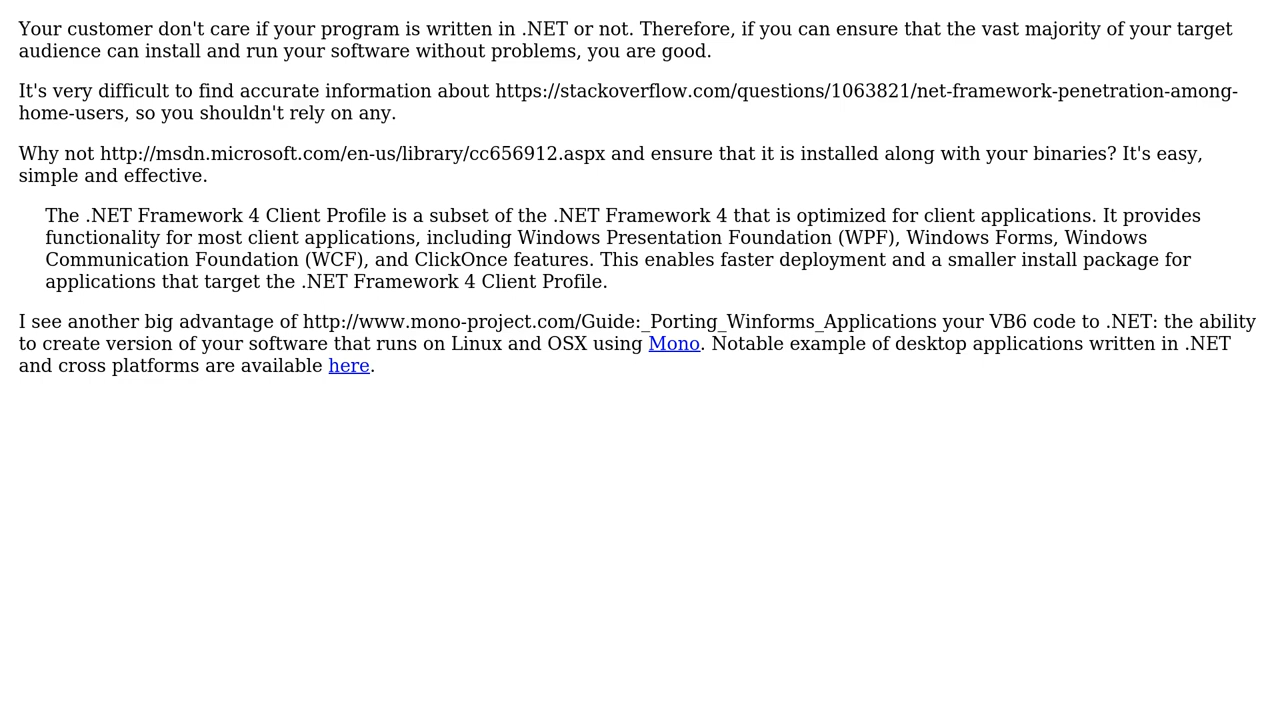 Your customer don't care if your program is written in .NET or not. Therefore, if you can ensure that the vast majority of your target
audience can install and run your software without problems, you are good.
It's very difficult to find accurate information about https://stackoverflow.com/questions/1063821/net-framework-penetration-among-
home-users, so you shouldn't rely on any.
Why not http://msdn.microsoft.com/en-us/library/cc656912.aspx and ensure that it is installed along with your binaries? It's easy,
simple and effective.
The .NET Framework 4 Client Profile is a subset of the .NET Framework 4 that is optimized for client applications. It provides
functionality for most client applications, including Windows Presentation Foundation (WPF), Windows Forms, Windows
Communication Foundation (WCF), and ClickOnce features. This enables faster deployment and a smaller install package for
applications that target the .NET Framework 4 Client Profile.
I see another big advantage of http://www.mono-project.com/Guide:_Porting_Winforms_Applications your VB6 code to .NET: the ability
to create version of your software that runs on Linux and OSX using Mono. Notable example of desktop applications written in .NET
and cross platforms are available here.